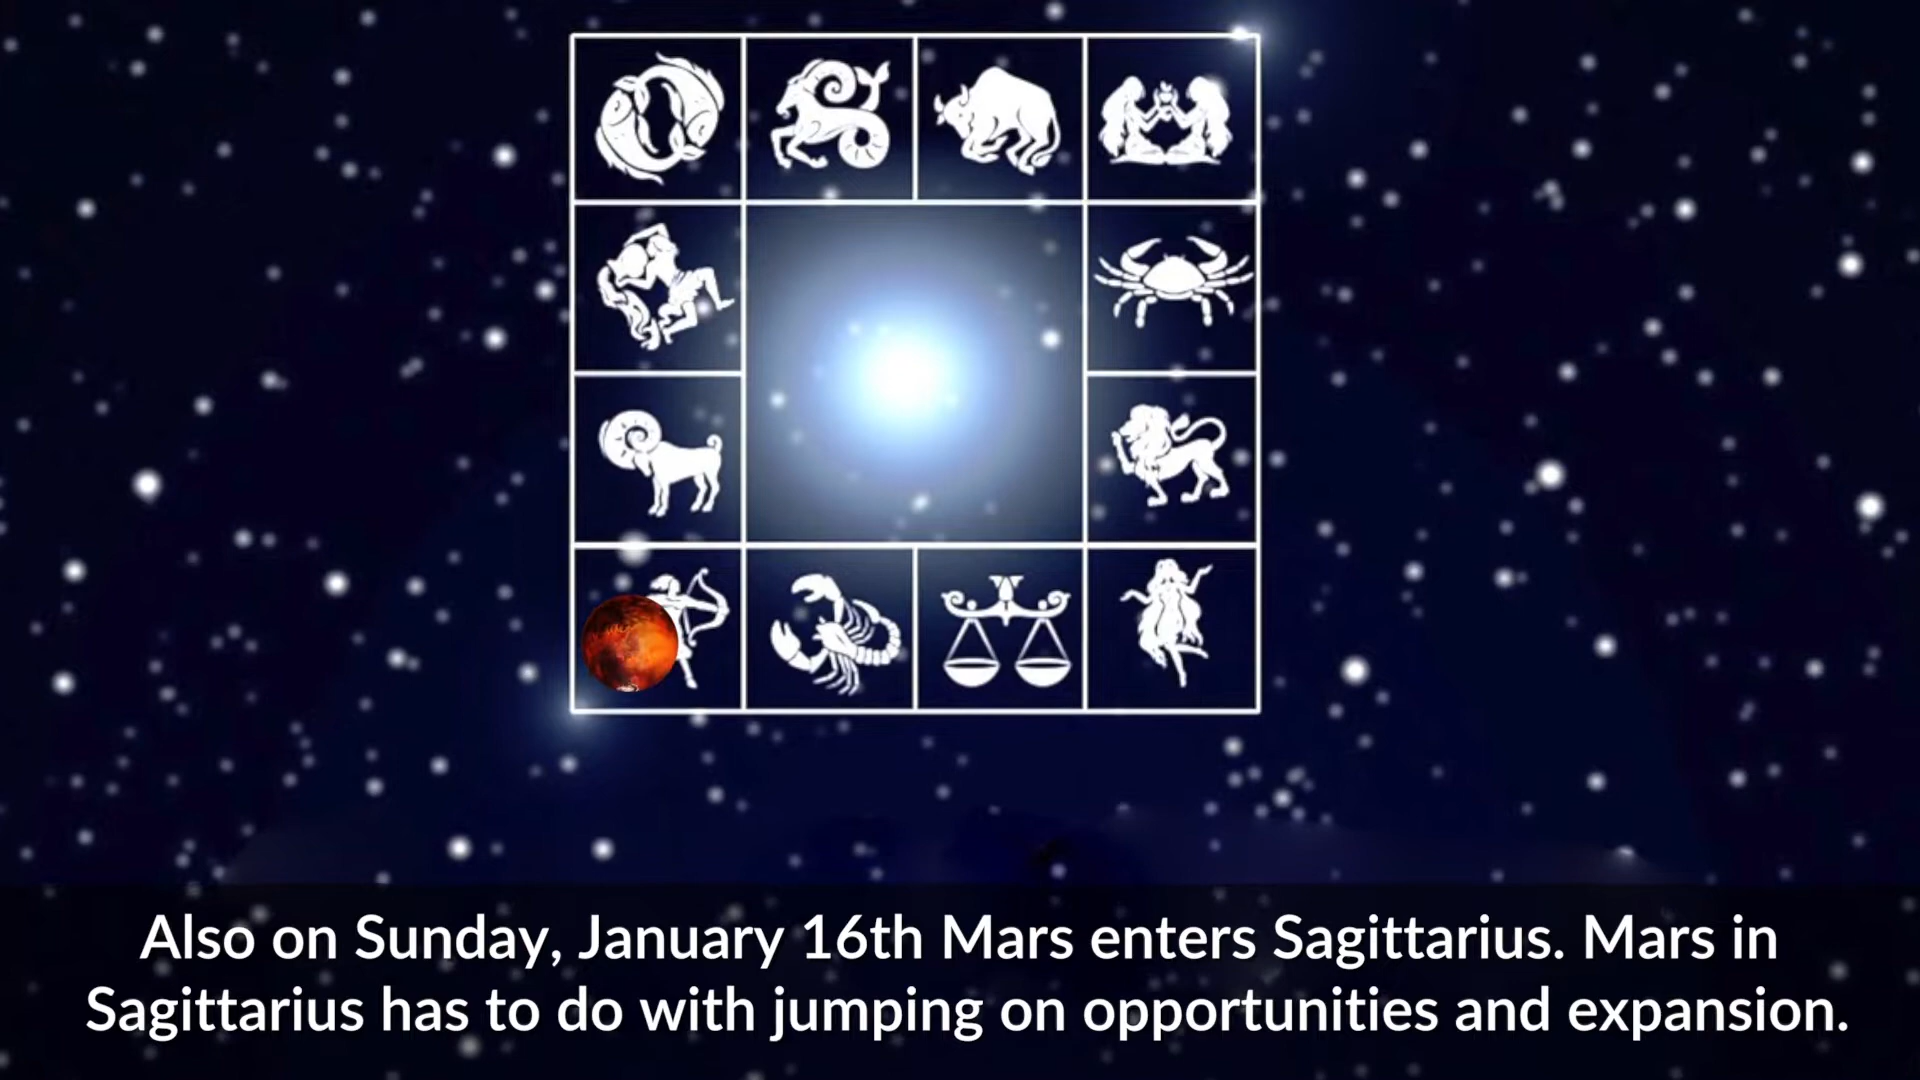 Also on Sunday, January 16th Mars enters Sagittarius. Mars in
Sagittarius has to do with jumping on opportunities and expansion.